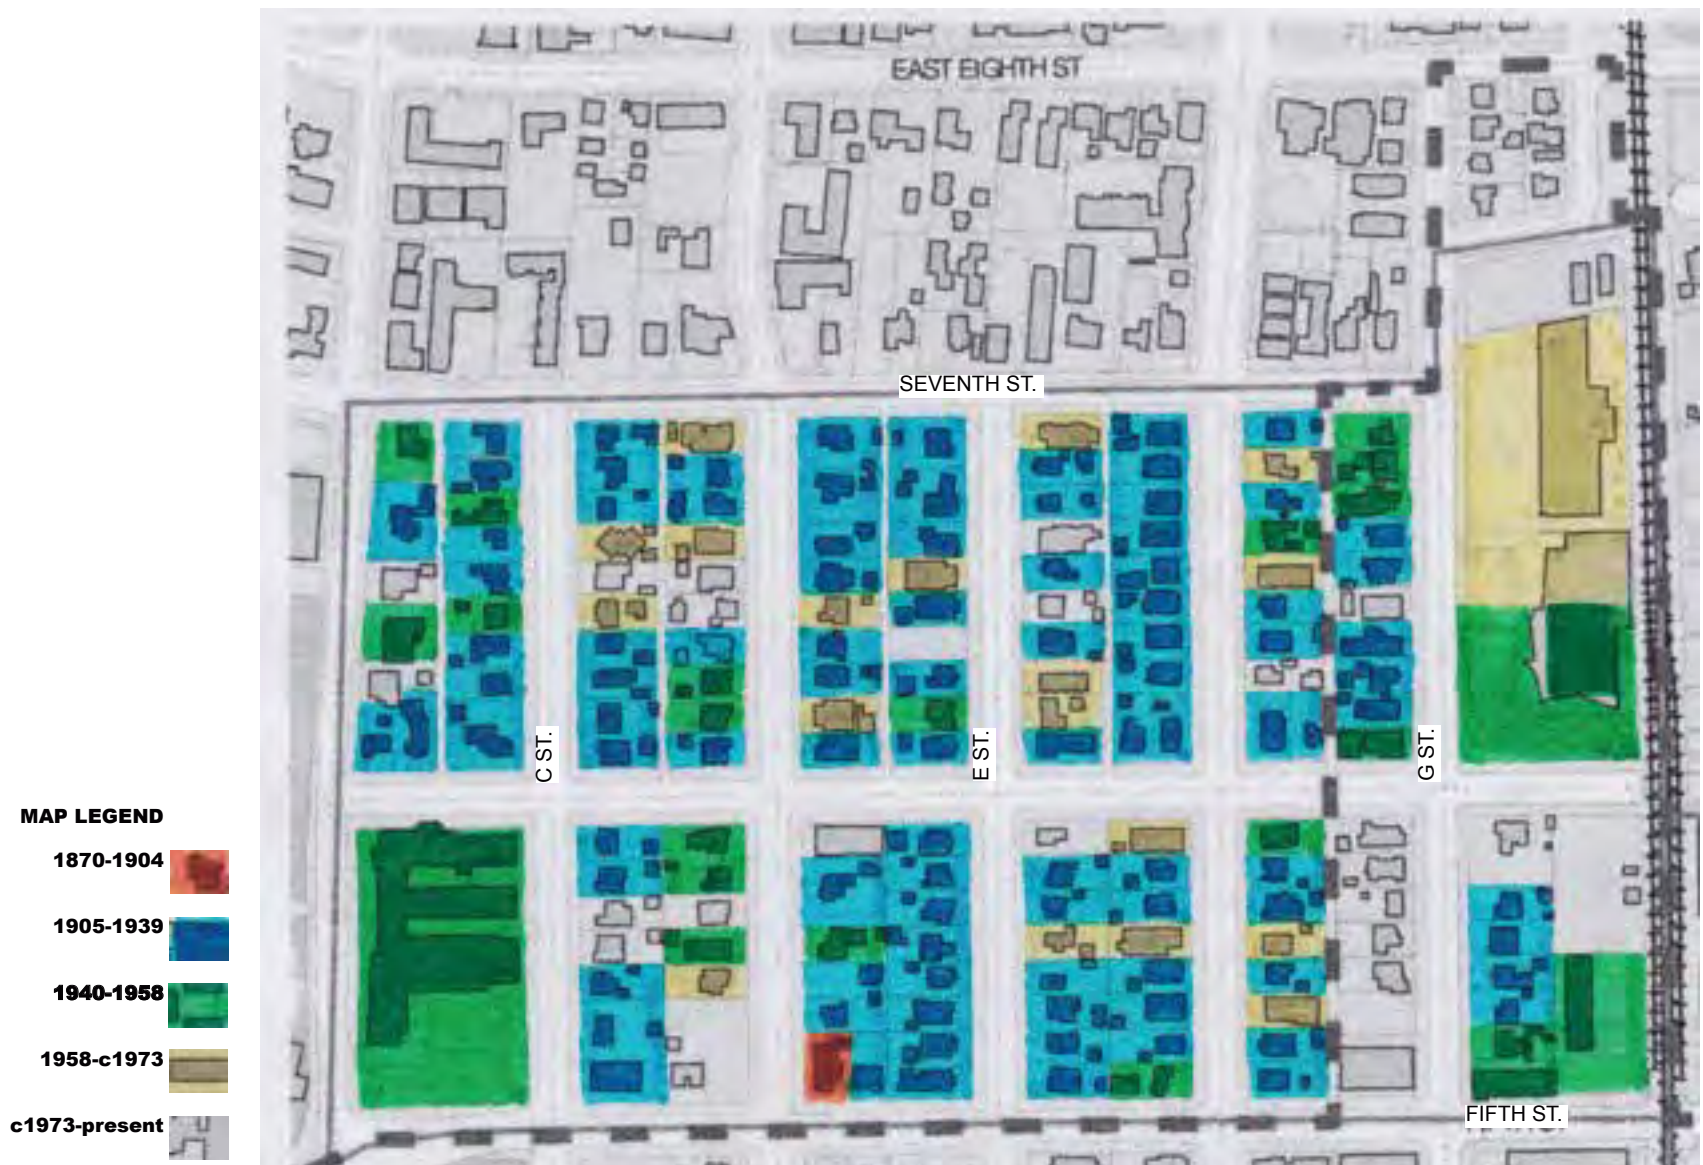 EAST EIGHTH ST
SEVENTH ST.
C ST.
E ST.
G ST.
MAP LEGEND
1870-1904
1905-1939
1940-1958
1958-c1973
c1973-present
FIFTH ST.